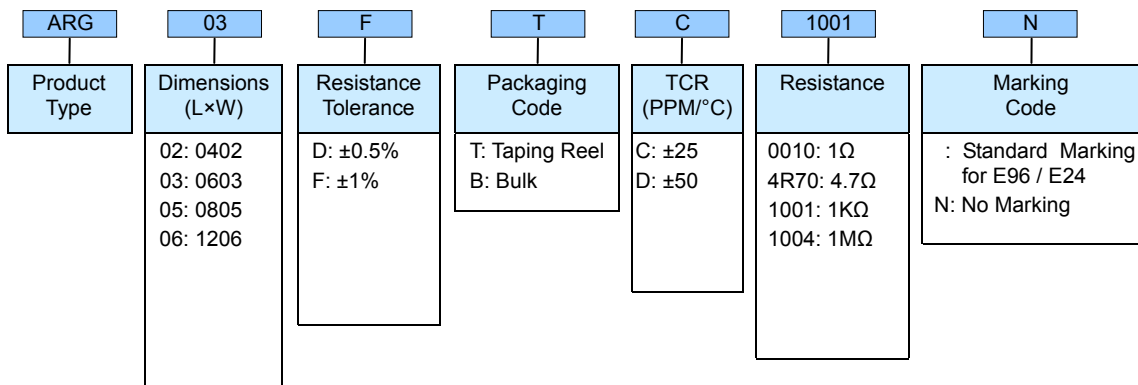 ARG 03 F T C 1001 N
Product Type
Dimensions (L×W)
Resistance Tolerance
Packaging Code
TCR (PPM/°C)
Resistance
Marking Code
02: 0402
03: 0603
05: 0805
06: 1206
D: ±0.5%
F: ±1%
T: Taping Reel
B: Bulk
C: ±25
D: ±50
0010: 1Ω
4R70: 4.7Ω
1001: 1KΩ
1004: 1MΩ
: Standard Marking
for E96 / E24
N: No Marking